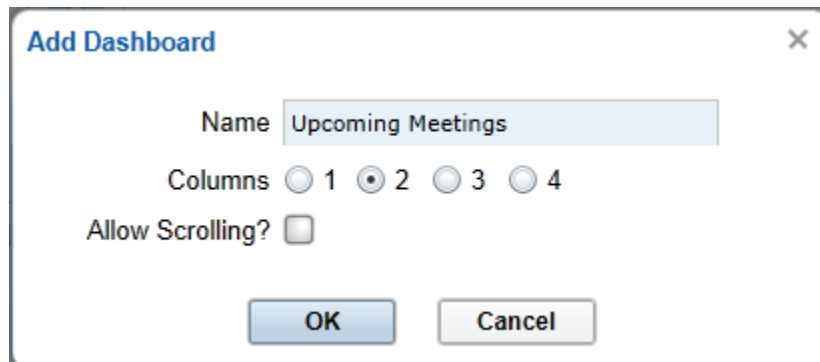 Add Dashboard
Name Upcoming Meetings
Columns 1 2 3 4
Allow Scrolling?
OK Cancel